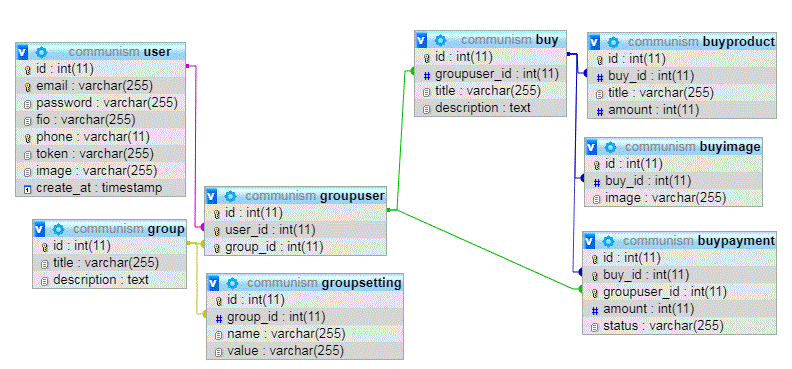 communism user
id : int(11)
email : varchar(255)
password : varchar(255)
fio : varchar(255)
phone : varchar(11)
token : varchar(255)
image : varchar(255)
create_at : timestamp
communism group
id : int(11)
title : varchar(255)
description : text
communism groupuser
id : int(11)
user_id : int(11)
group_id : int(11)
communism groupsetting
id : int(11)
# group_id : int(11)
name : varchar(255)
value : varchar(255)
communism buy
id : int(11)
# groupuser_id : int(11)
title : varchar(255)
description : text
communism buyproduct
id : int(11)
# buy_id : int(11)
title : varchar(255)
# amount : int(11)
communism buyimage
id : int(11)
# buy_id : int(11)
image : varchar(255)
communism buypayment
id : int(11)
buy_id : int(11)
groupuser_id : int(11)
# amount : int(11)
status : varchar(255)